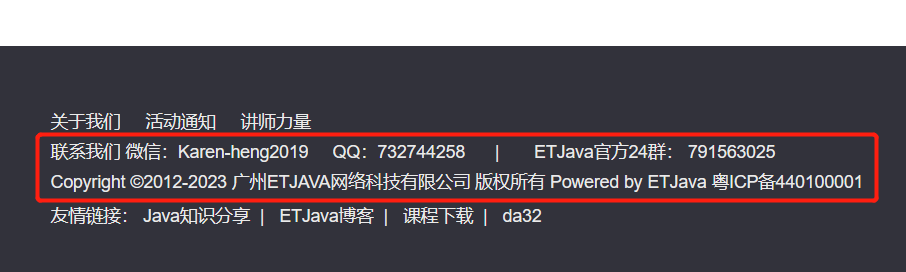 关于我们 活动通知 讲师力量
联系我们 微信：Karen-heng2019 QQ：732744258 | ETJava官方24群： 791563025
Copyright ©2012-2023 广州ETJAVA网络科技有限公司 版权所有 Powered by ETJava 粤ICP备440100001
友情链接： Java知识分享 | ETJava博客 | 课程下载 | da32